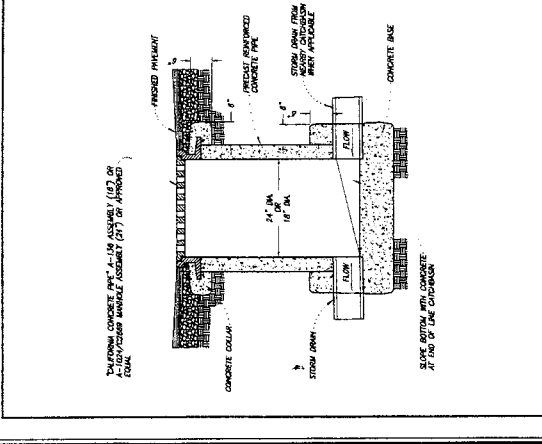 "CALIFORNIA CONCRETE PIPE" A-136 ASSEMBLY (18") OR
A-1024/C2669 MANHOLE ASSEMBLY (24") OR APPROVED
EQUAL
FINISHED PAVEMENT
6"
8"
PRECAST REINFORCED
CONCRETE PIPE
STORM DRAIN FROM
NEARBY CATCHBASIN
WHEN APPLICABLE
CONCRETE COLLAR
24" DIA.
OR
18" DIA.
6"
6"
FLOW
FLOW
CONCRETE BASE
STORM DRAIN
SLOPE BOTTOM WITH CONCRETE
AT END OF LINE CATCHBASIN